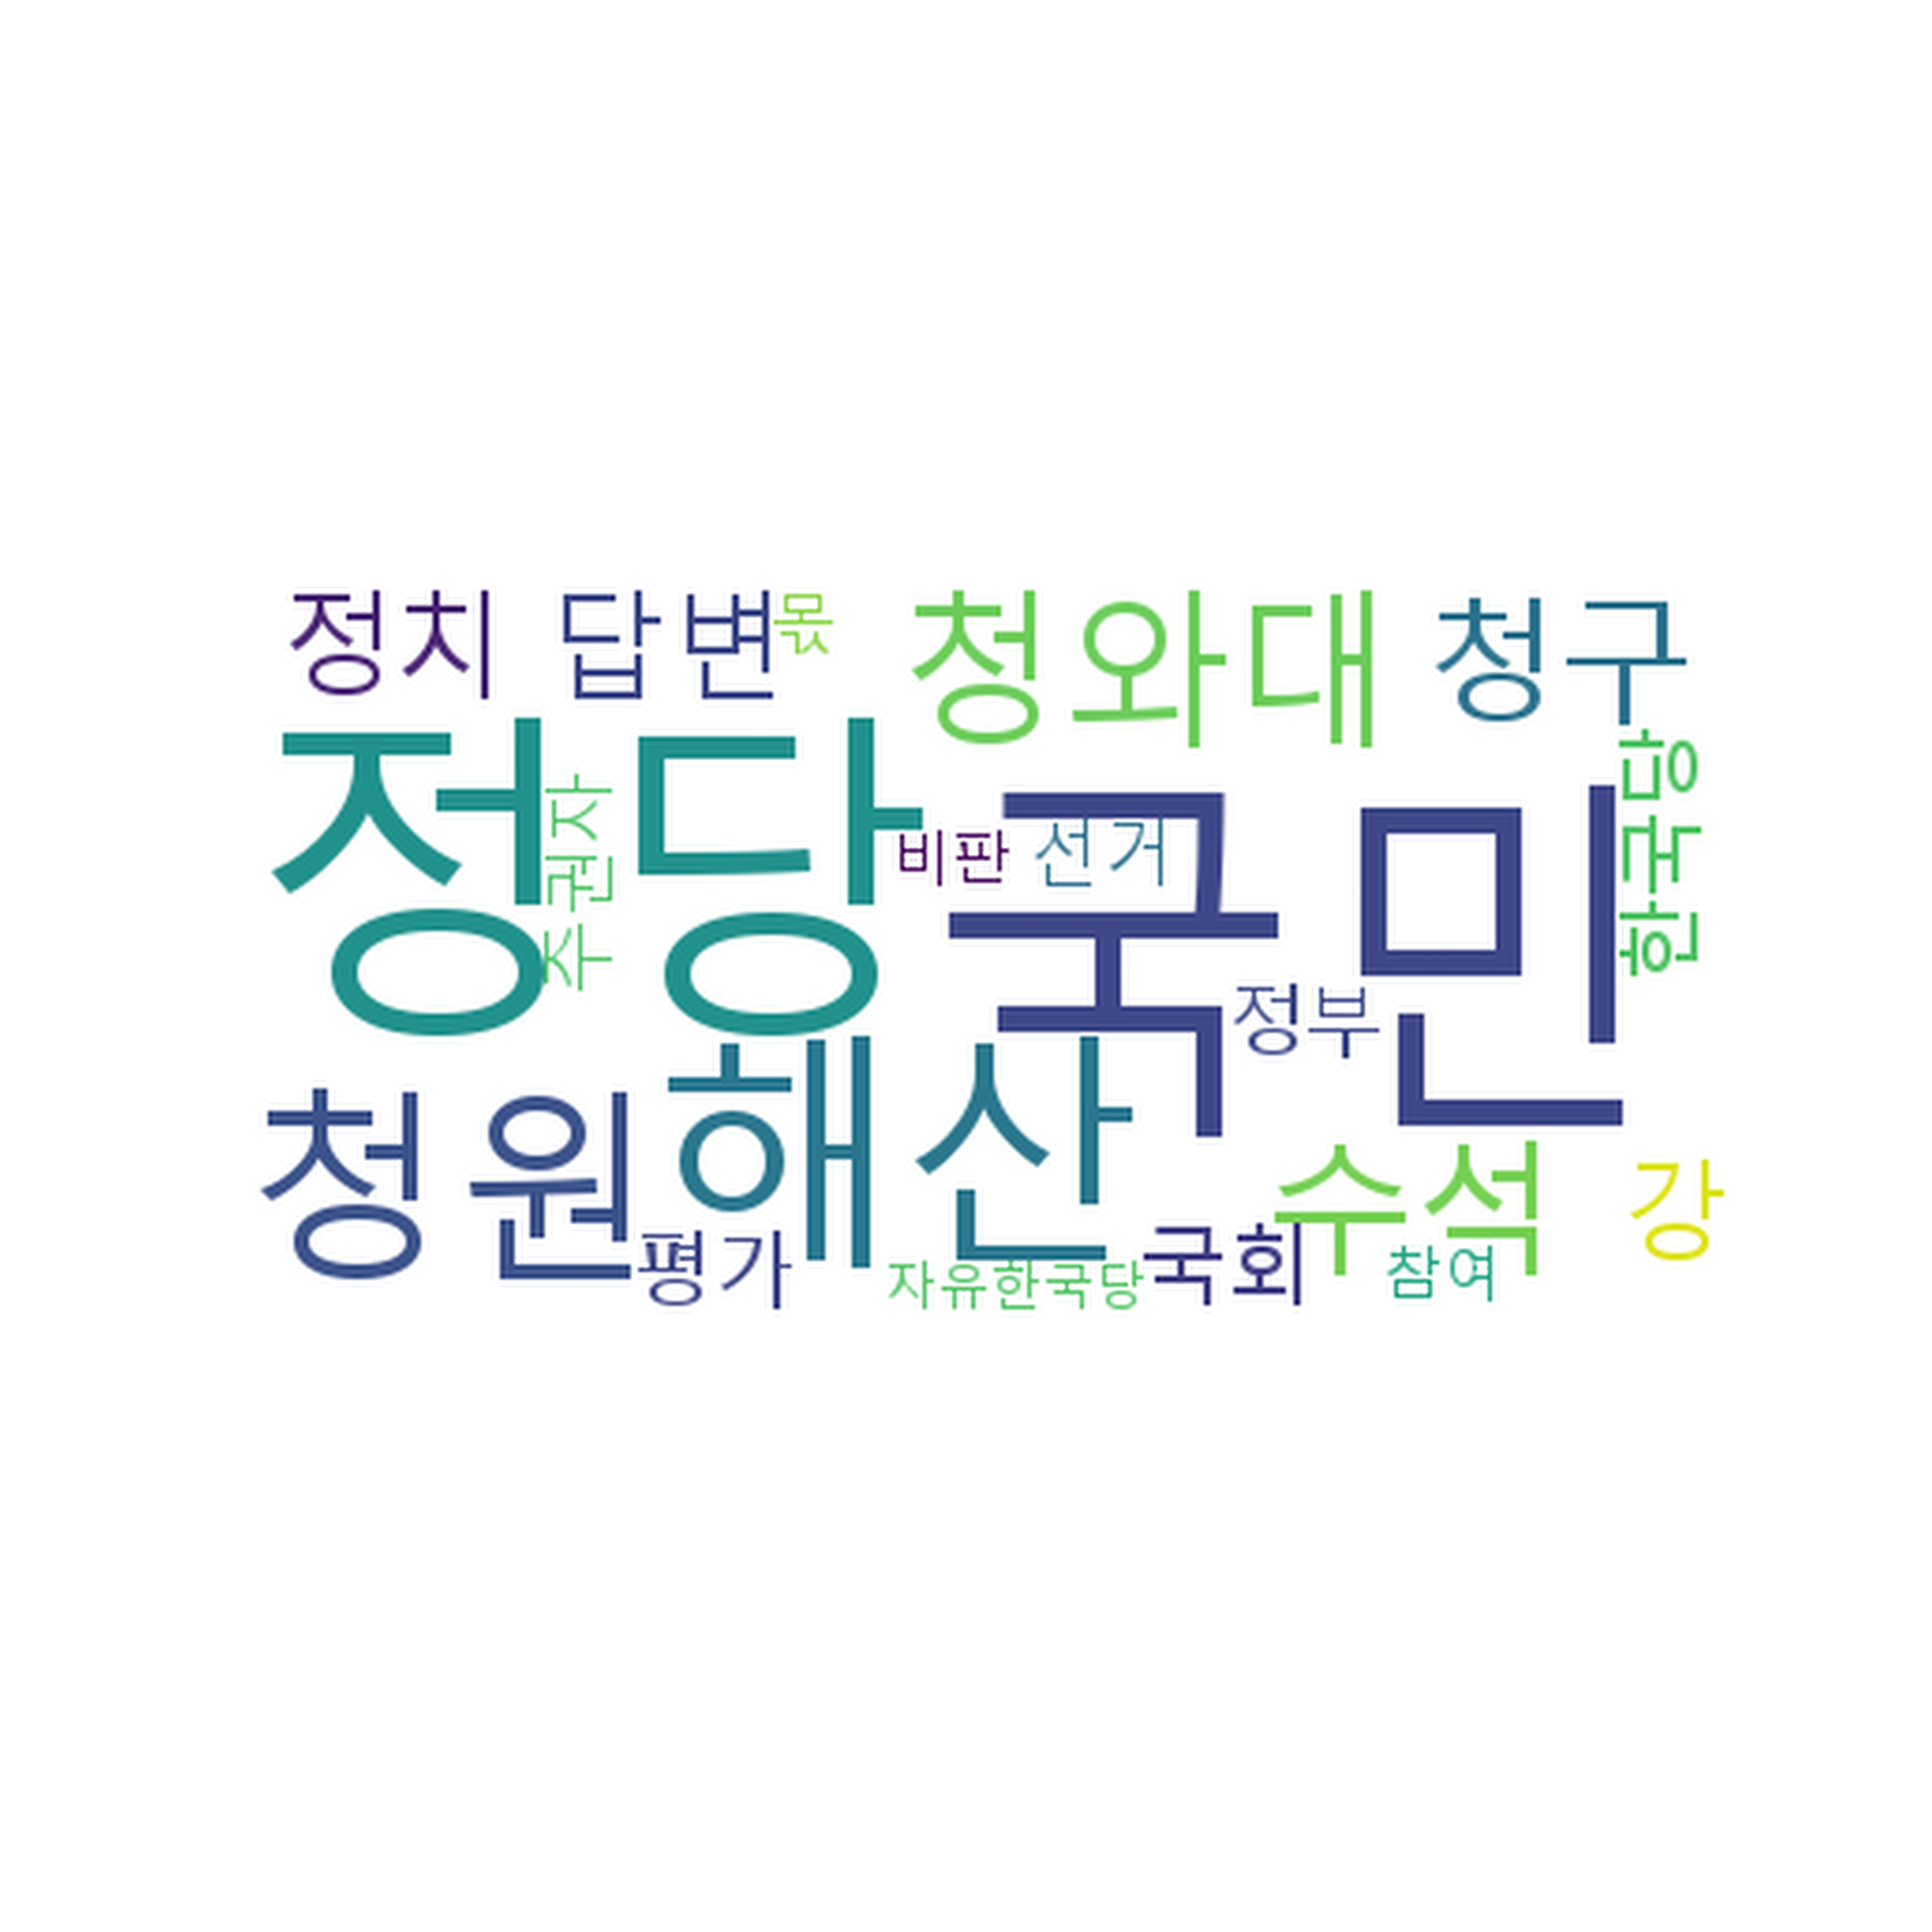 정치 답변 못 청와대 청구
정당 국민
주권자
비판 선거
한국당
정부
청원 해산
수석 강
평가 자유한국당 국회 참여